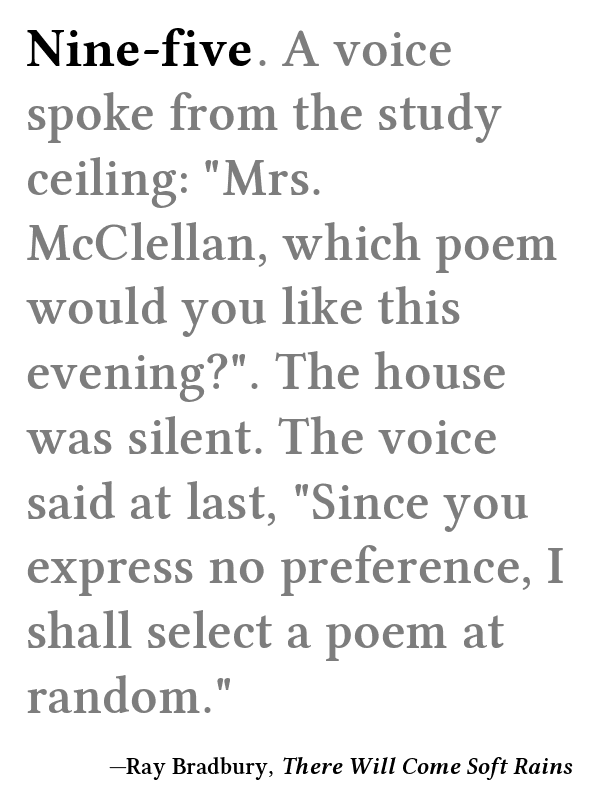 Nine-five. A voice
spoke from the study
ceiling: "Mrs.
McClellan, which poem
would you like this
evening?". The house
was silent. The voice
said at last, "Since you
express no preference, I
shall select a poem at
random."
—Ray Bradbury, There Will Come Soft Rains